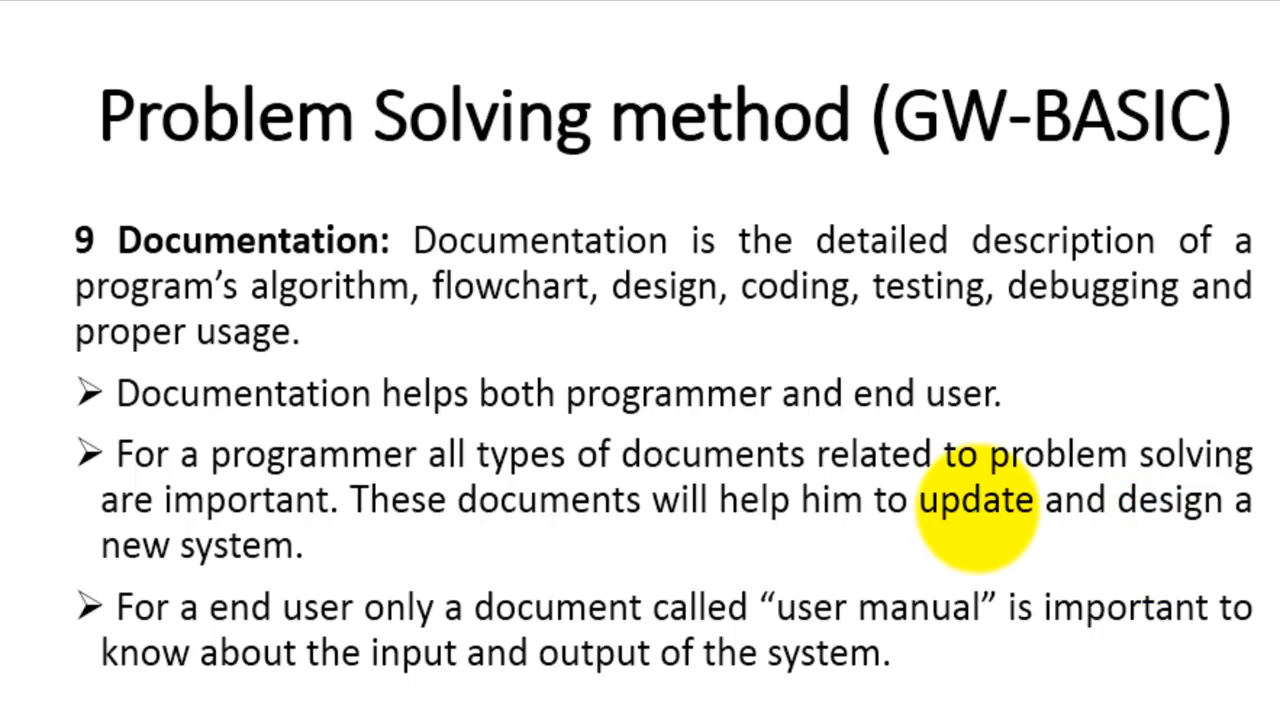 Problem Solving method (GW-BASIC)
9 Documentation: Documentation is the detailed description of a
program’s algorithm, flowchart, design, coding, testing, debugging and
proper usage.
➢ Documentation helps both programmer and end user.
➢ For a programmer all types of documents related to problem solving
are important. These documents will help him to update and design a
new system.
➢ For a end user only a document called “user manual” is important to
know about the input and output of the system.